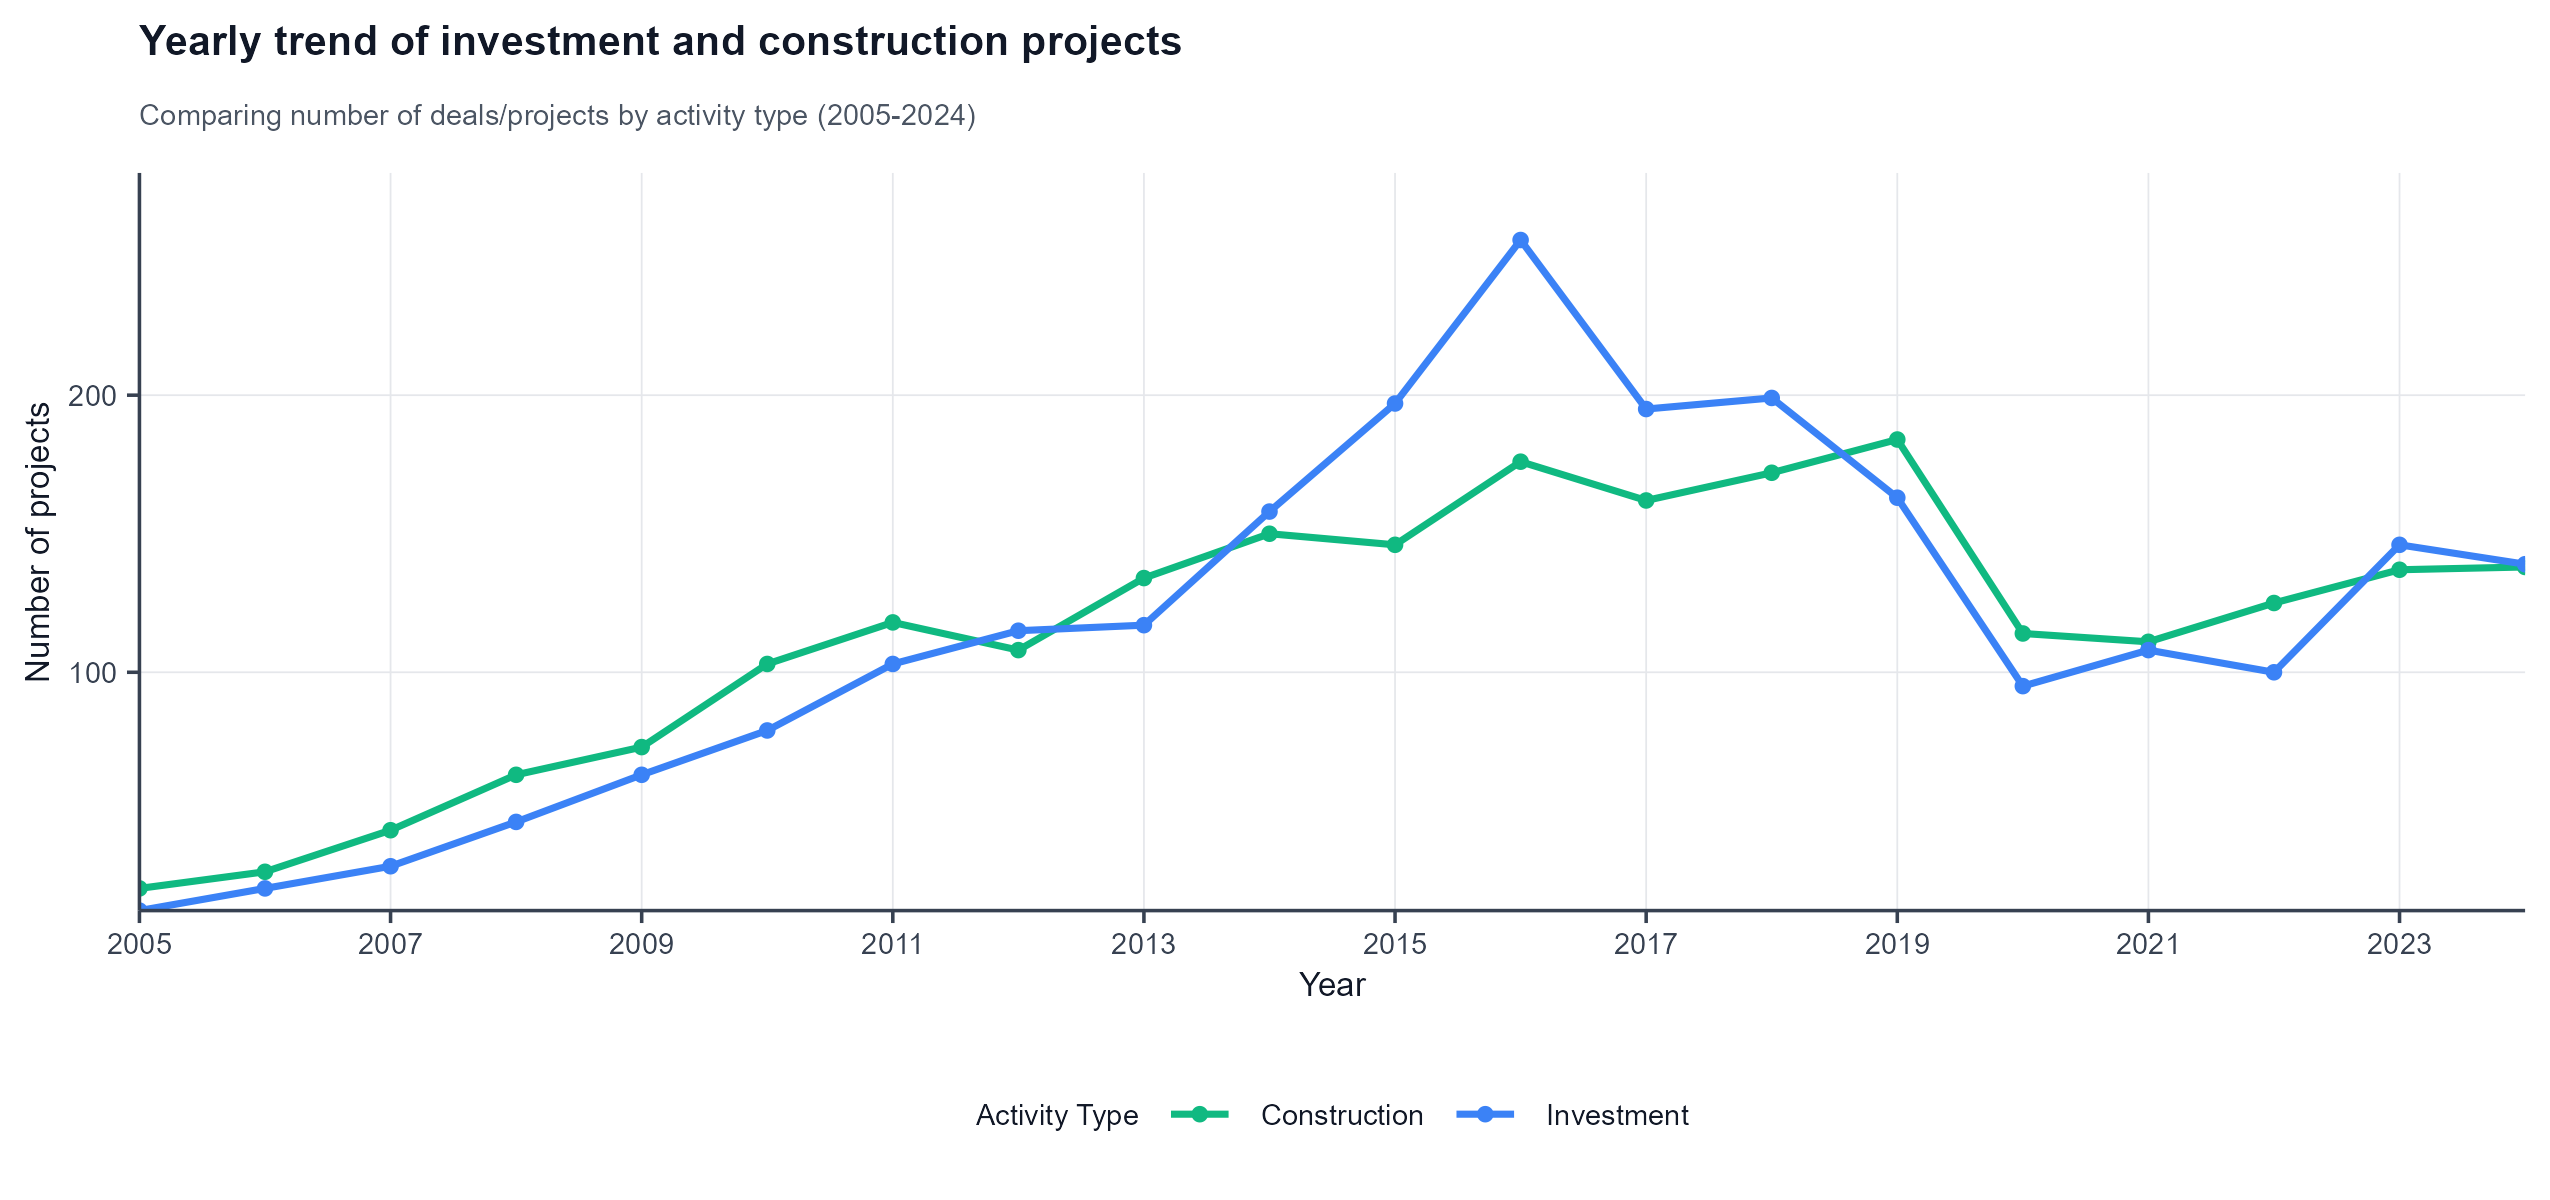 Yearly trend of investment and construction projects
Comparing number of deals/projects by activity type (2005-2024)
Number of projects
200
100
2005 2007 2009 2011 2013 2015 2017 2019 2021 2023
Year
Activity Type Construction Investment